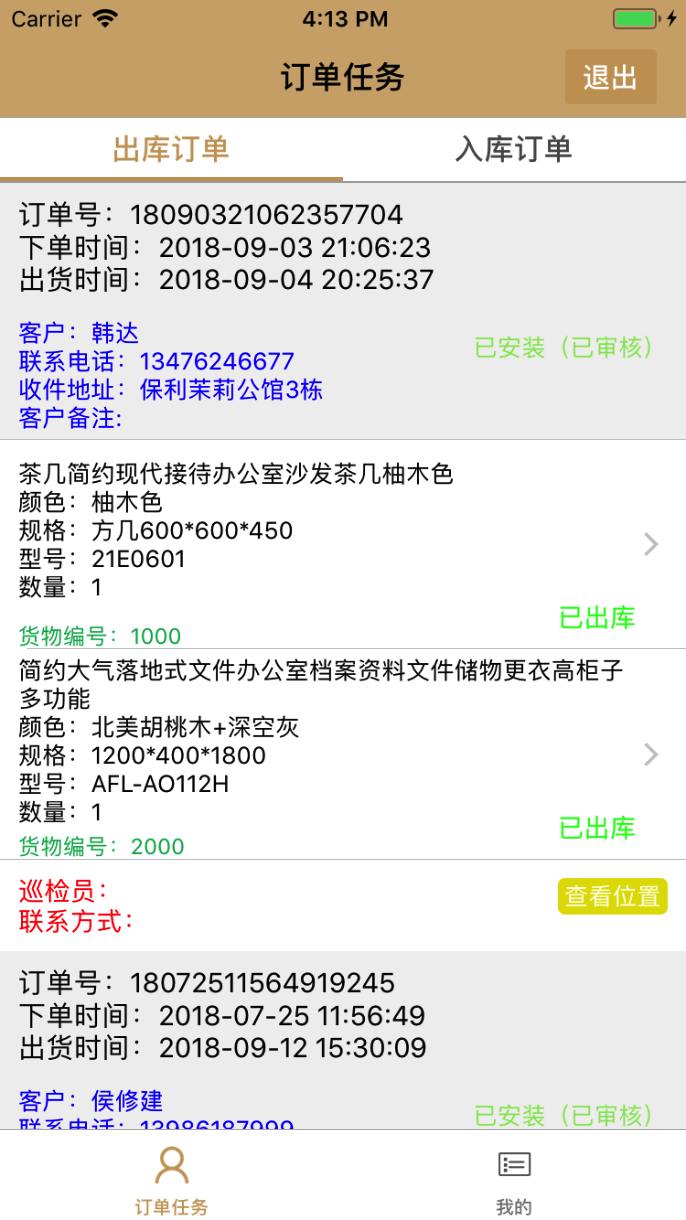 Carrier
4:13 PM
订单任务
退出
出库订单
入库订单
订单号：18090321062357704
下单时间：2018-09-03 21:06:23
出货时间：2018-09-04 20:25:37
客户：韩达
联系电话：13476246677
已安装（已审核）
收件地址：保利茉莉公馆3栋
客户备注:
茶几简约现代接待办公室沙发茶几柚木色
颜色：柚木色
规格：方几600*600*450
型号：21E0601
数量：1
已出库
货物编号：1000
简约大气落地式文件办公室档案资料文件储物更衣高柜子
多功能
颜色：北美胡桃木+深空灰
规格：1200*400*1800
型号：AFL-AO112H
数量：1
已出库
货物编号：2000
巡检员：
查看位置
联系方式：
订单号：18072511564919245
下单时间：2018-07-25 11:56:49
出货时间：2018-09-12 15:30:09
客户：侯修建
已安装（已审核）
联系电话：13986187999
订单任务
我的